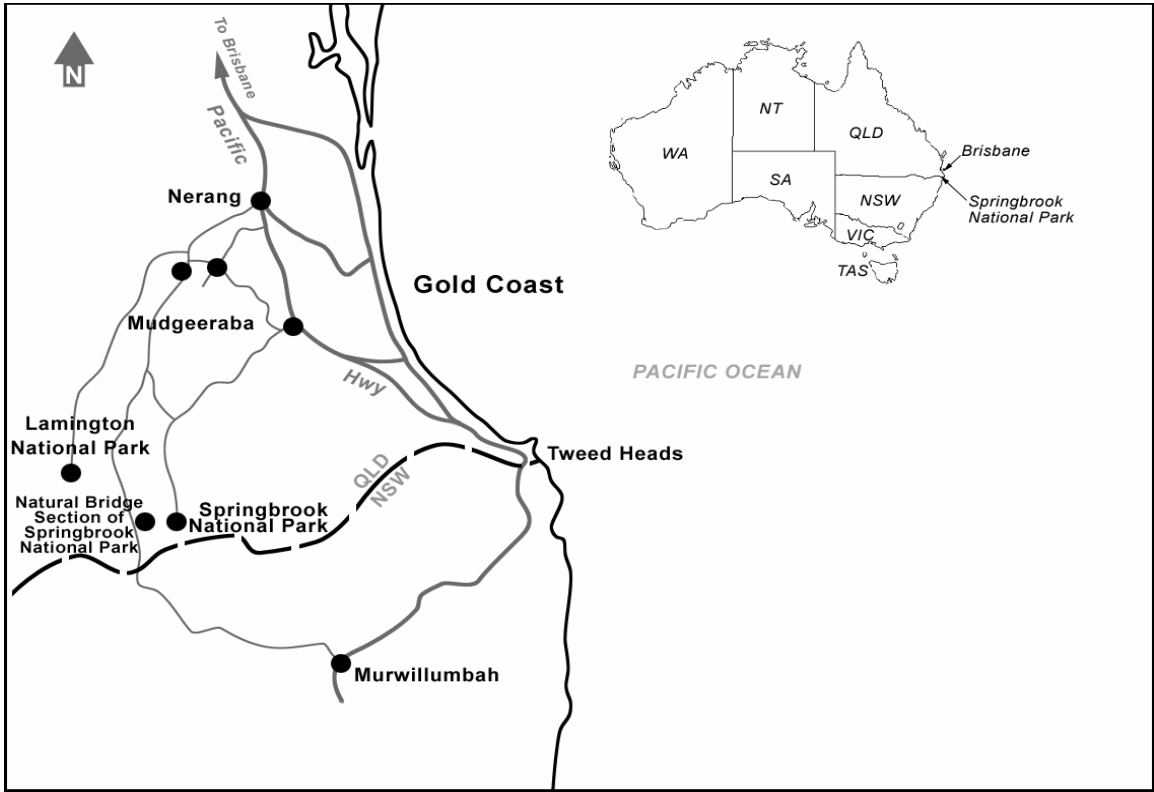 To Brisbane
N
Pacific
Nerang
Mudgeeraba
Gold Coast
Hwy
Lamington
National Park
Tweed Heads
QLD
NSW
Natural Bridge
Section of
Springbrook
National Park
Springbrook
National Park
Murwillumbah
PACIFIC OCEAN
NT
QLD
WA
Brisbane
SA
NSW
Springbrook
National Park
VIC
TAS